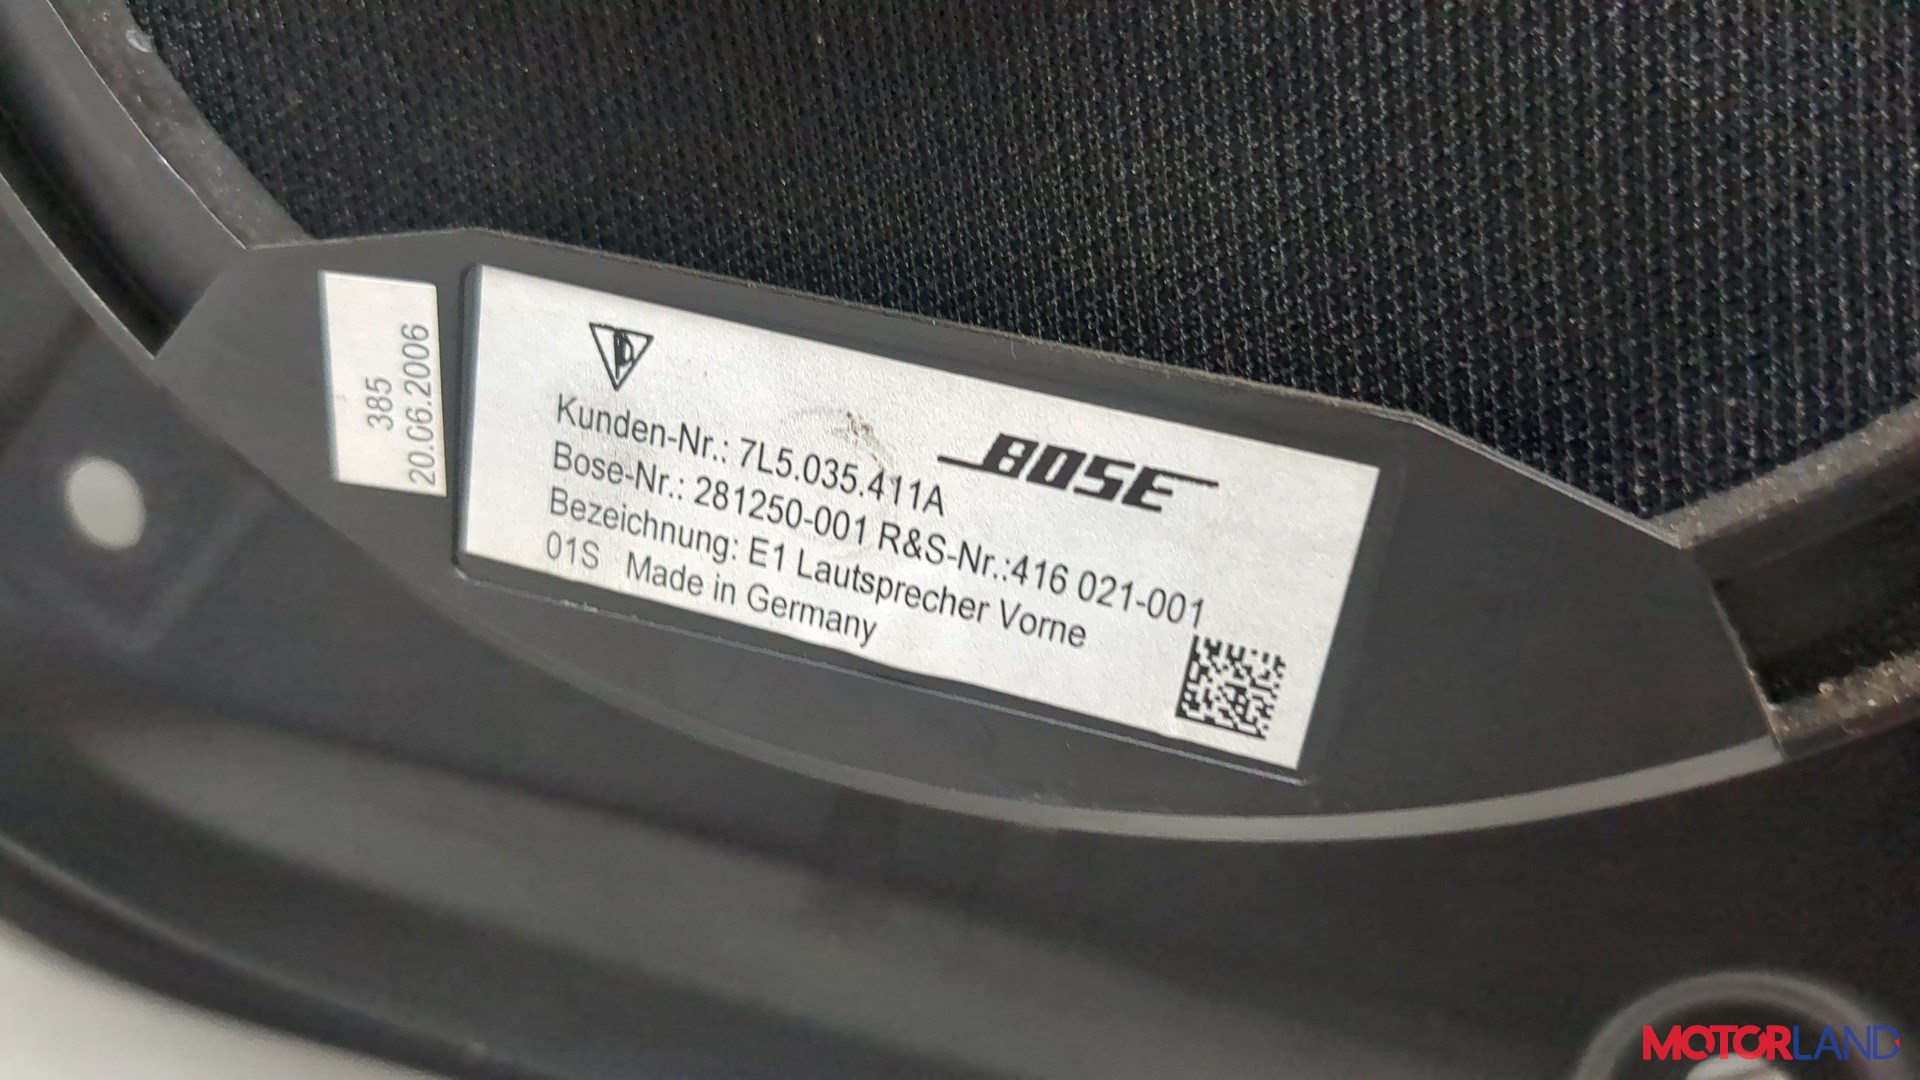 385
20.06.2006
BOSE
Kunden-Nr.: 7L5.035.411A
Bose-Nr.: 281250-001 R&S-Nr.:416 021-001
Bezeichnung: E1 Lautsprecher Vorne
01S Made in Germany
MOTORLAND